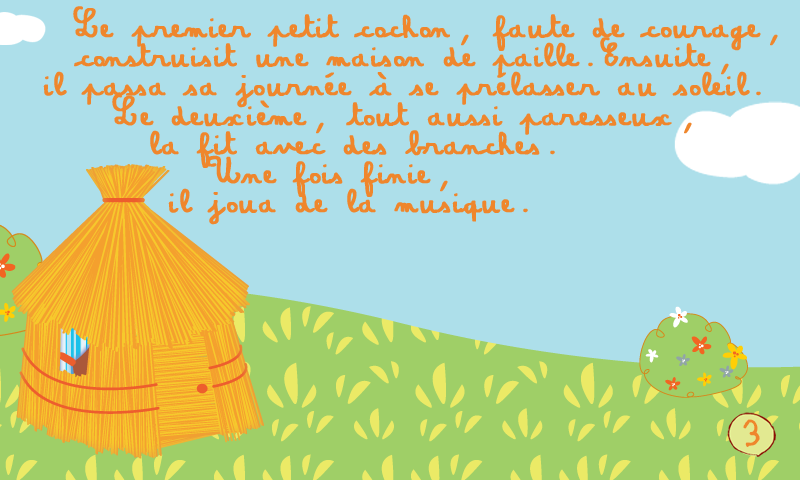 Le premier petit cochon, faute de courage,
construisit une maison de paille. Ensuite,
il passa sa journée à se prélasser au soleil.
Le deuxième, tout aussi paresseux,
la fit avec des branches.
Une fois finie,
il joua de la musique.
3